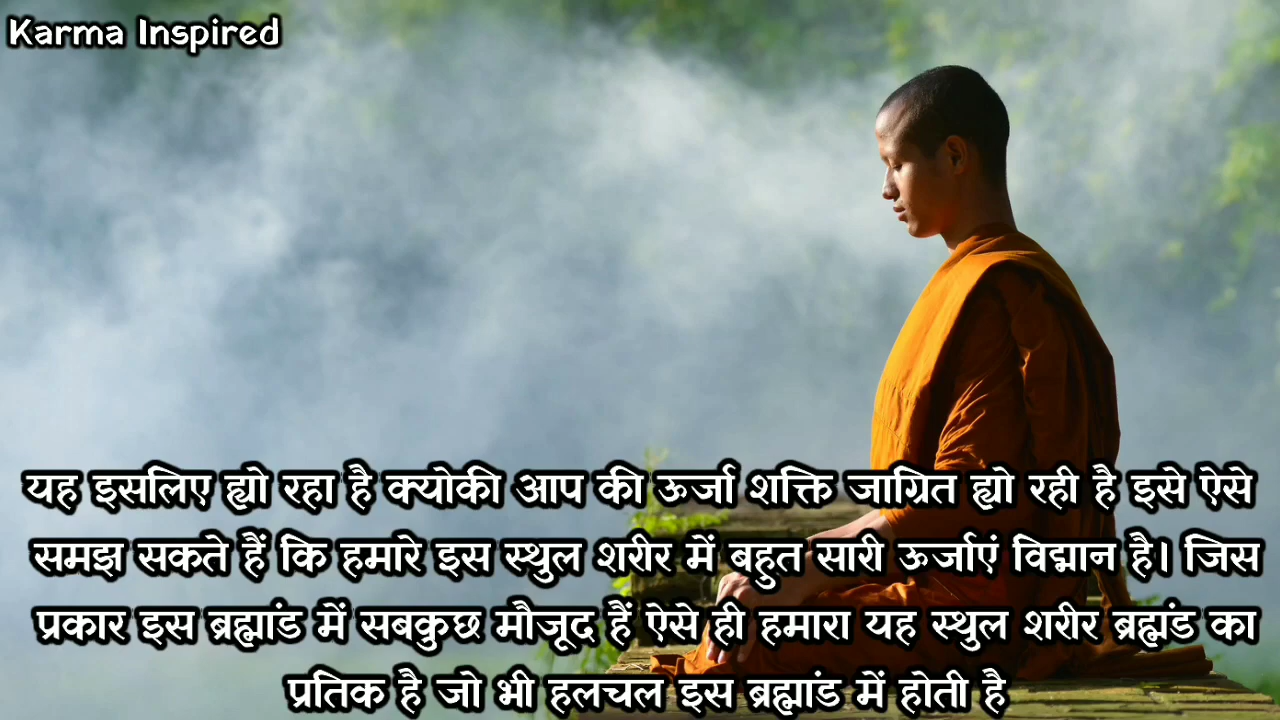 Karma Inspired
यह इसलिए ह्यो रहा है क्योकी आप की ऊर्जा शक्ति जाग्रित ह्यो रही है इसे ऐसे
समझ सकते हैं कि हमारे इस स्थुल शरीर में बहुत सारी ऊर्जाएं विद्मान है। जिस
प्रकार इस ब्रह्मांड में सबकुछ मौजूद हैं ऐसे ही हमारा यह स्थुल शरीर ब्रह्मंड का
प्रतिक है जो भी हलचल इस ब्रह्मांड में होती है